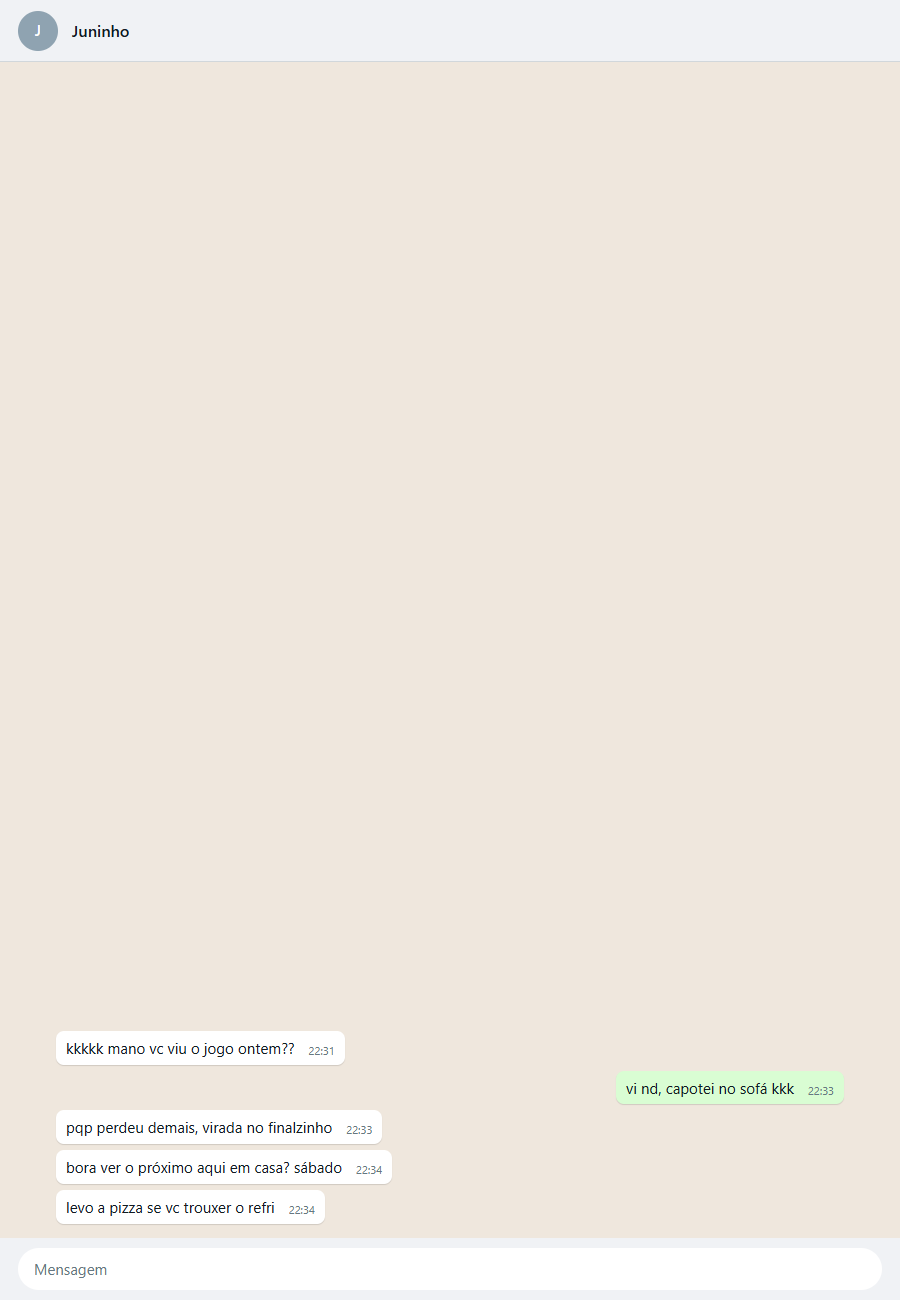 J
Juninho
kkkkk mano vc viu o jogo ontem?? 22:31
vi nd, capotei no sofá kkk 22:33
pqp perdeu demais, virada no finalzinho 22:33
bora ver o próximo aqui em casa? sábado 22:34
levo a pizza se vc trouxer o refri 22:34
Mensagem